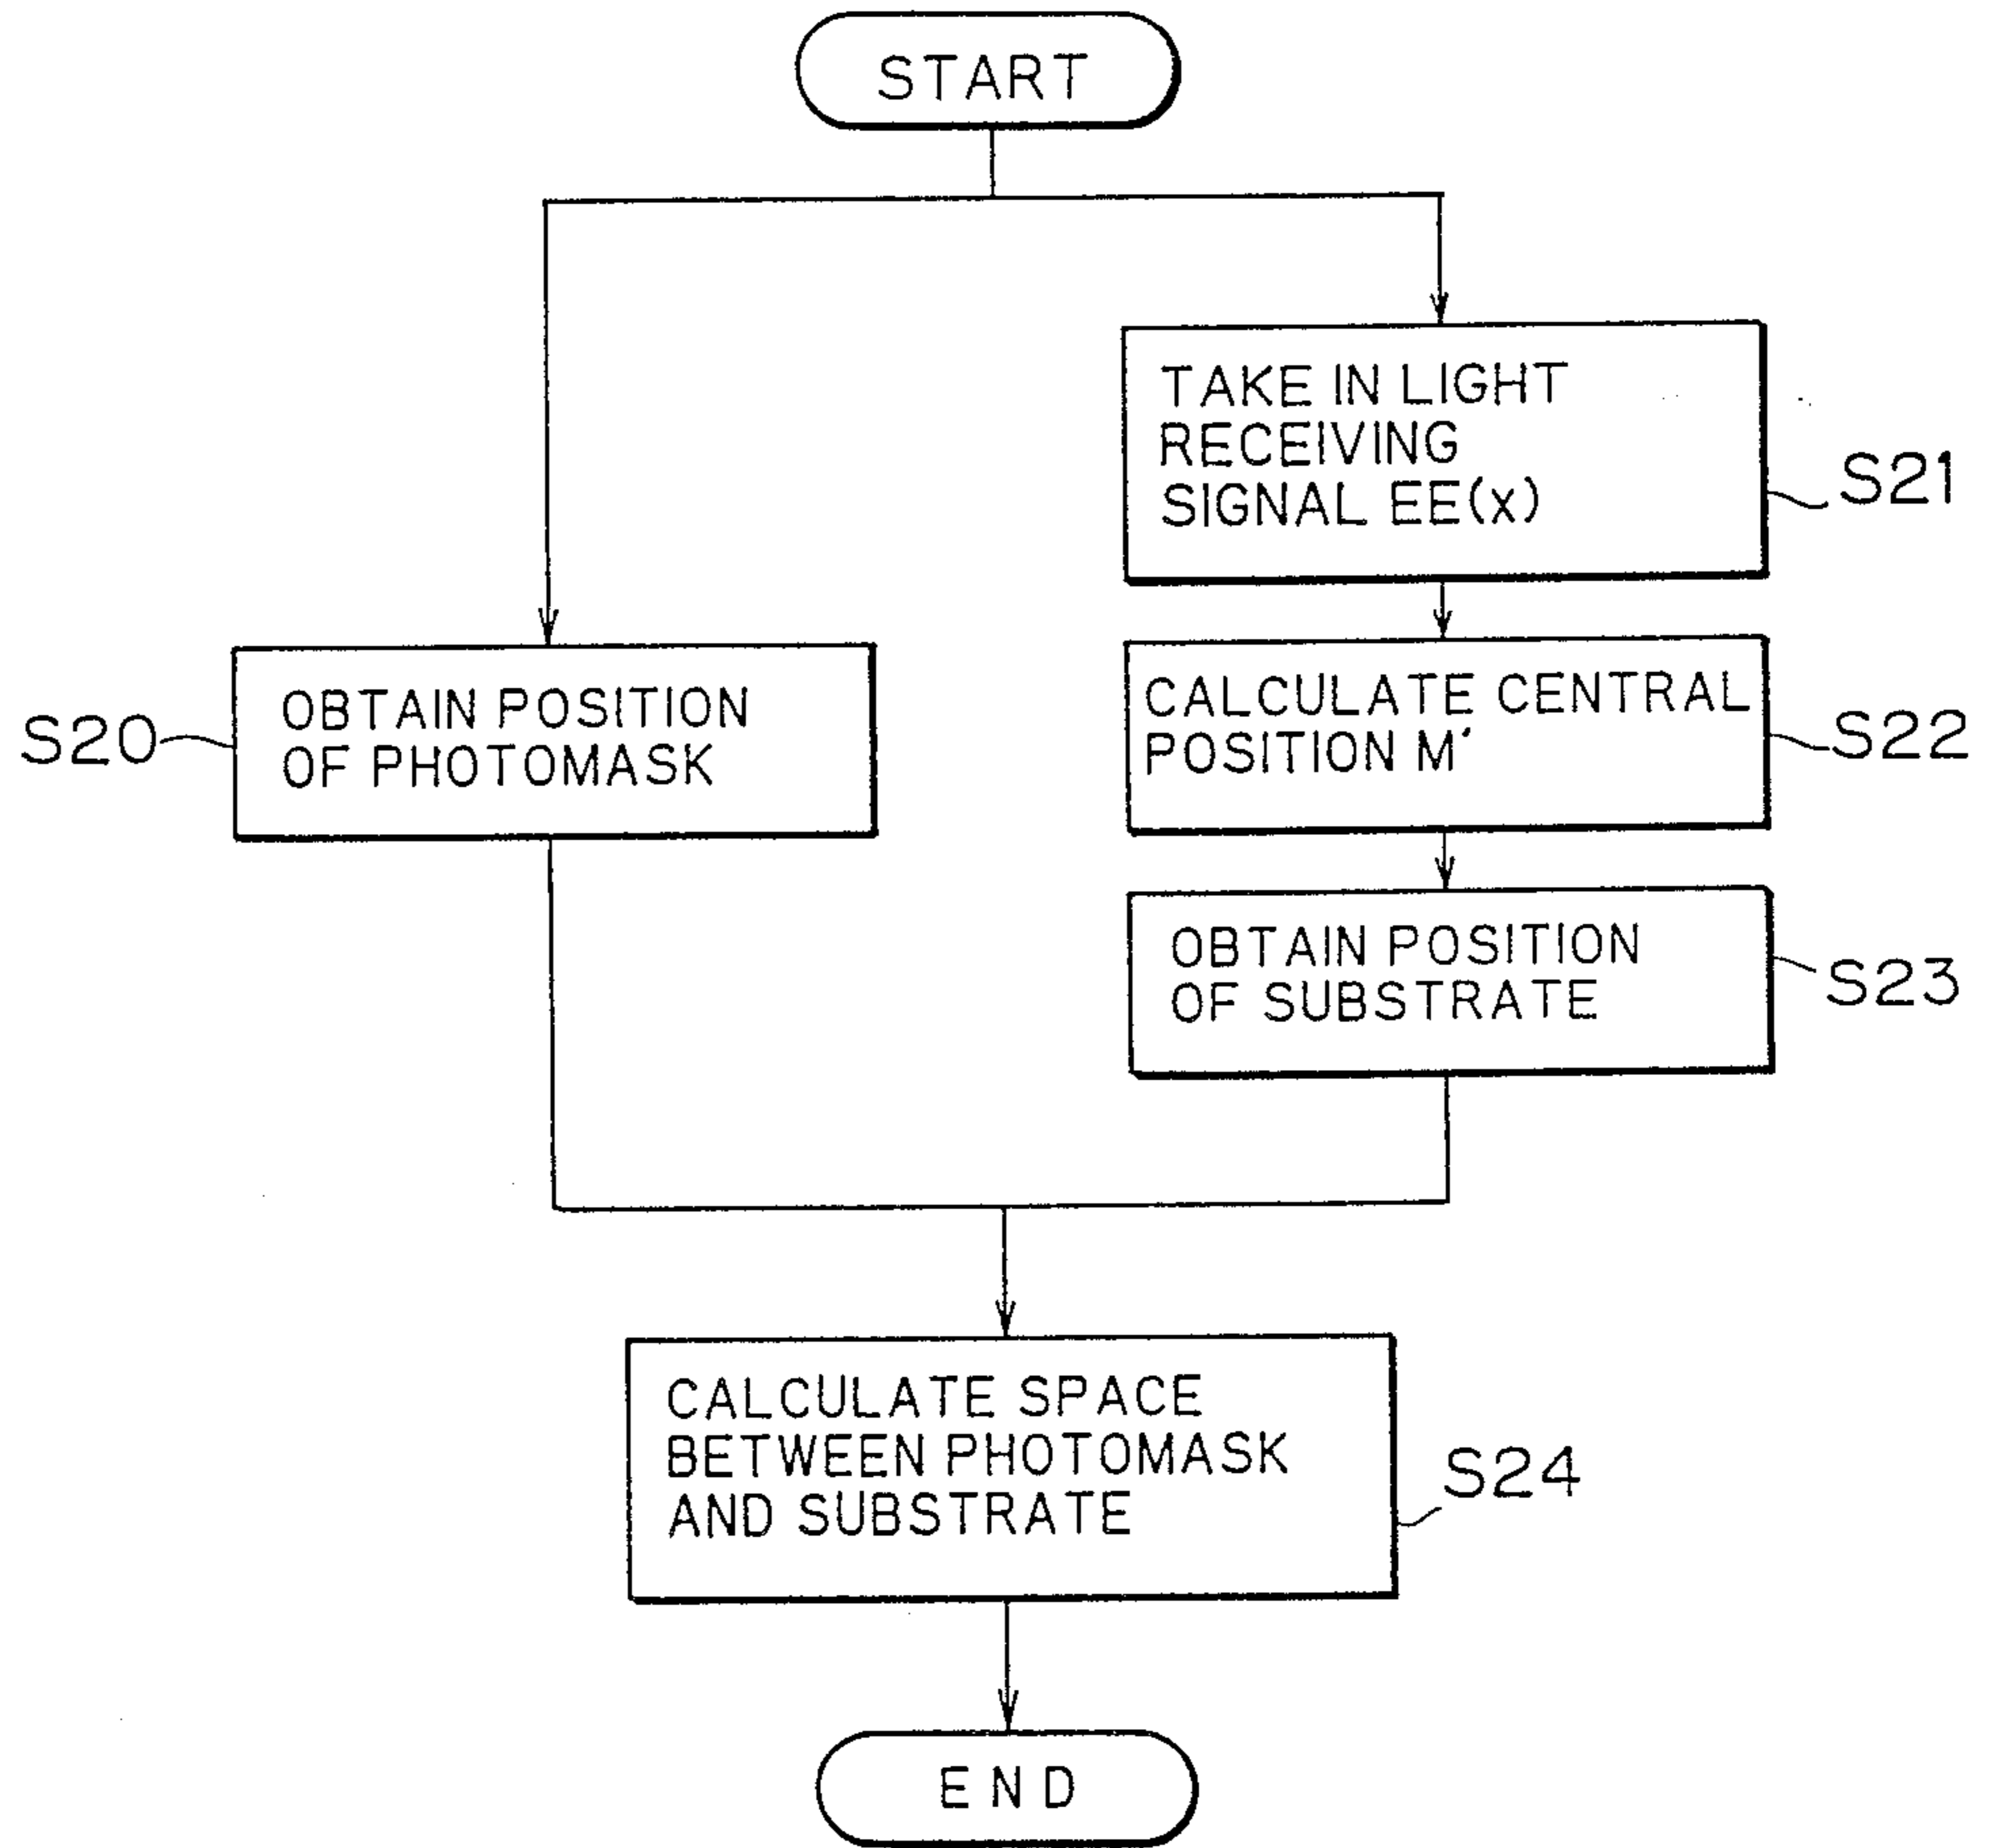 START
TAKE IN LIGHT
RECEIVING
SIGNAL EE(x)
S21
OBTAIN POSITION
OF PHOTOMASK
S20
CALCULATE CENTRAL
POSITION M'
S22
OBTAIN POSITION
OF SUBSTRATE
S23
CALCULATE SPACE
BETWEEN PHOTOMASK
AND SUBSTRATE
S24
END